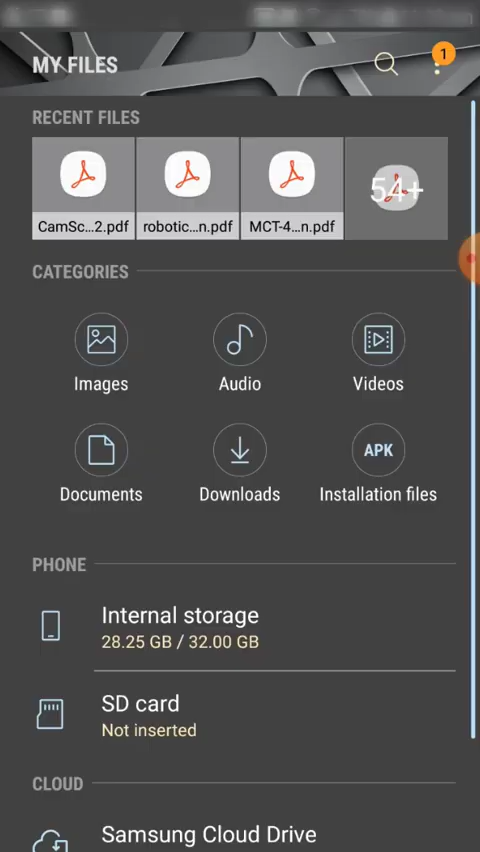 MY FILES
1
RECENT FILES
CamSc...2.pdf
robotic...n.pdf
MCT-4...n.pdf
54+
CATEGORIES
Images
Audio
Videos
APK
Documents
Downloads
Installation files
PHONE
Internal storage
28.25 GB / 32.00 GB
SD card
Not inserted
CLOUD
Samsung Cloud Drive